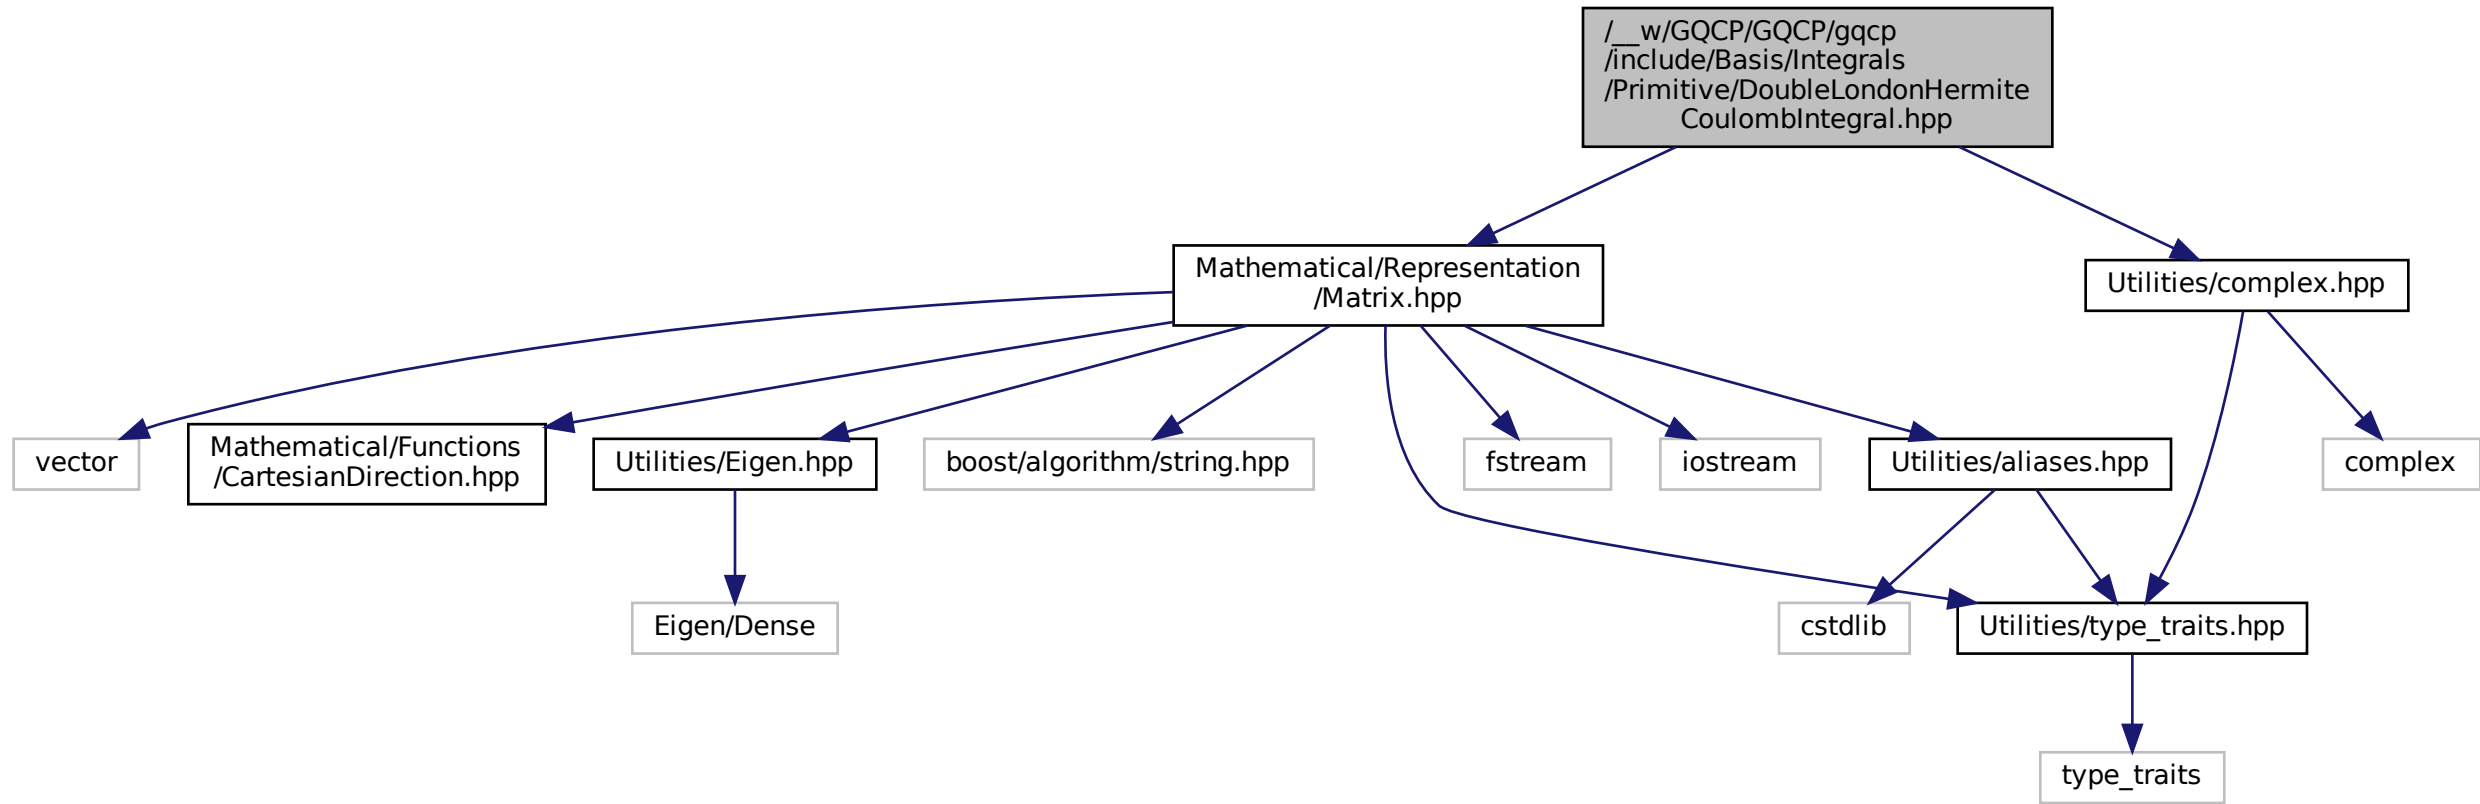 /__w/GQCP/GQCP/gqcp
/include/Basis/Integrals
/Primitive/DoubleLondonHermite
CoulombIntegral.hpp
Mathematical/Representation
/Matrix.hpp
Utilities/complex.hpp
vector
Mathematical/Functions
/CartesianDirection.hpp
Utilities/Eigen.hpp
boost/algorithm/string.hpp
fstream
iostream
Utilities/aliases.hpp
complex
Eigen/Dense
cstdlib
Utilities/type_traits.hpp
type_traits